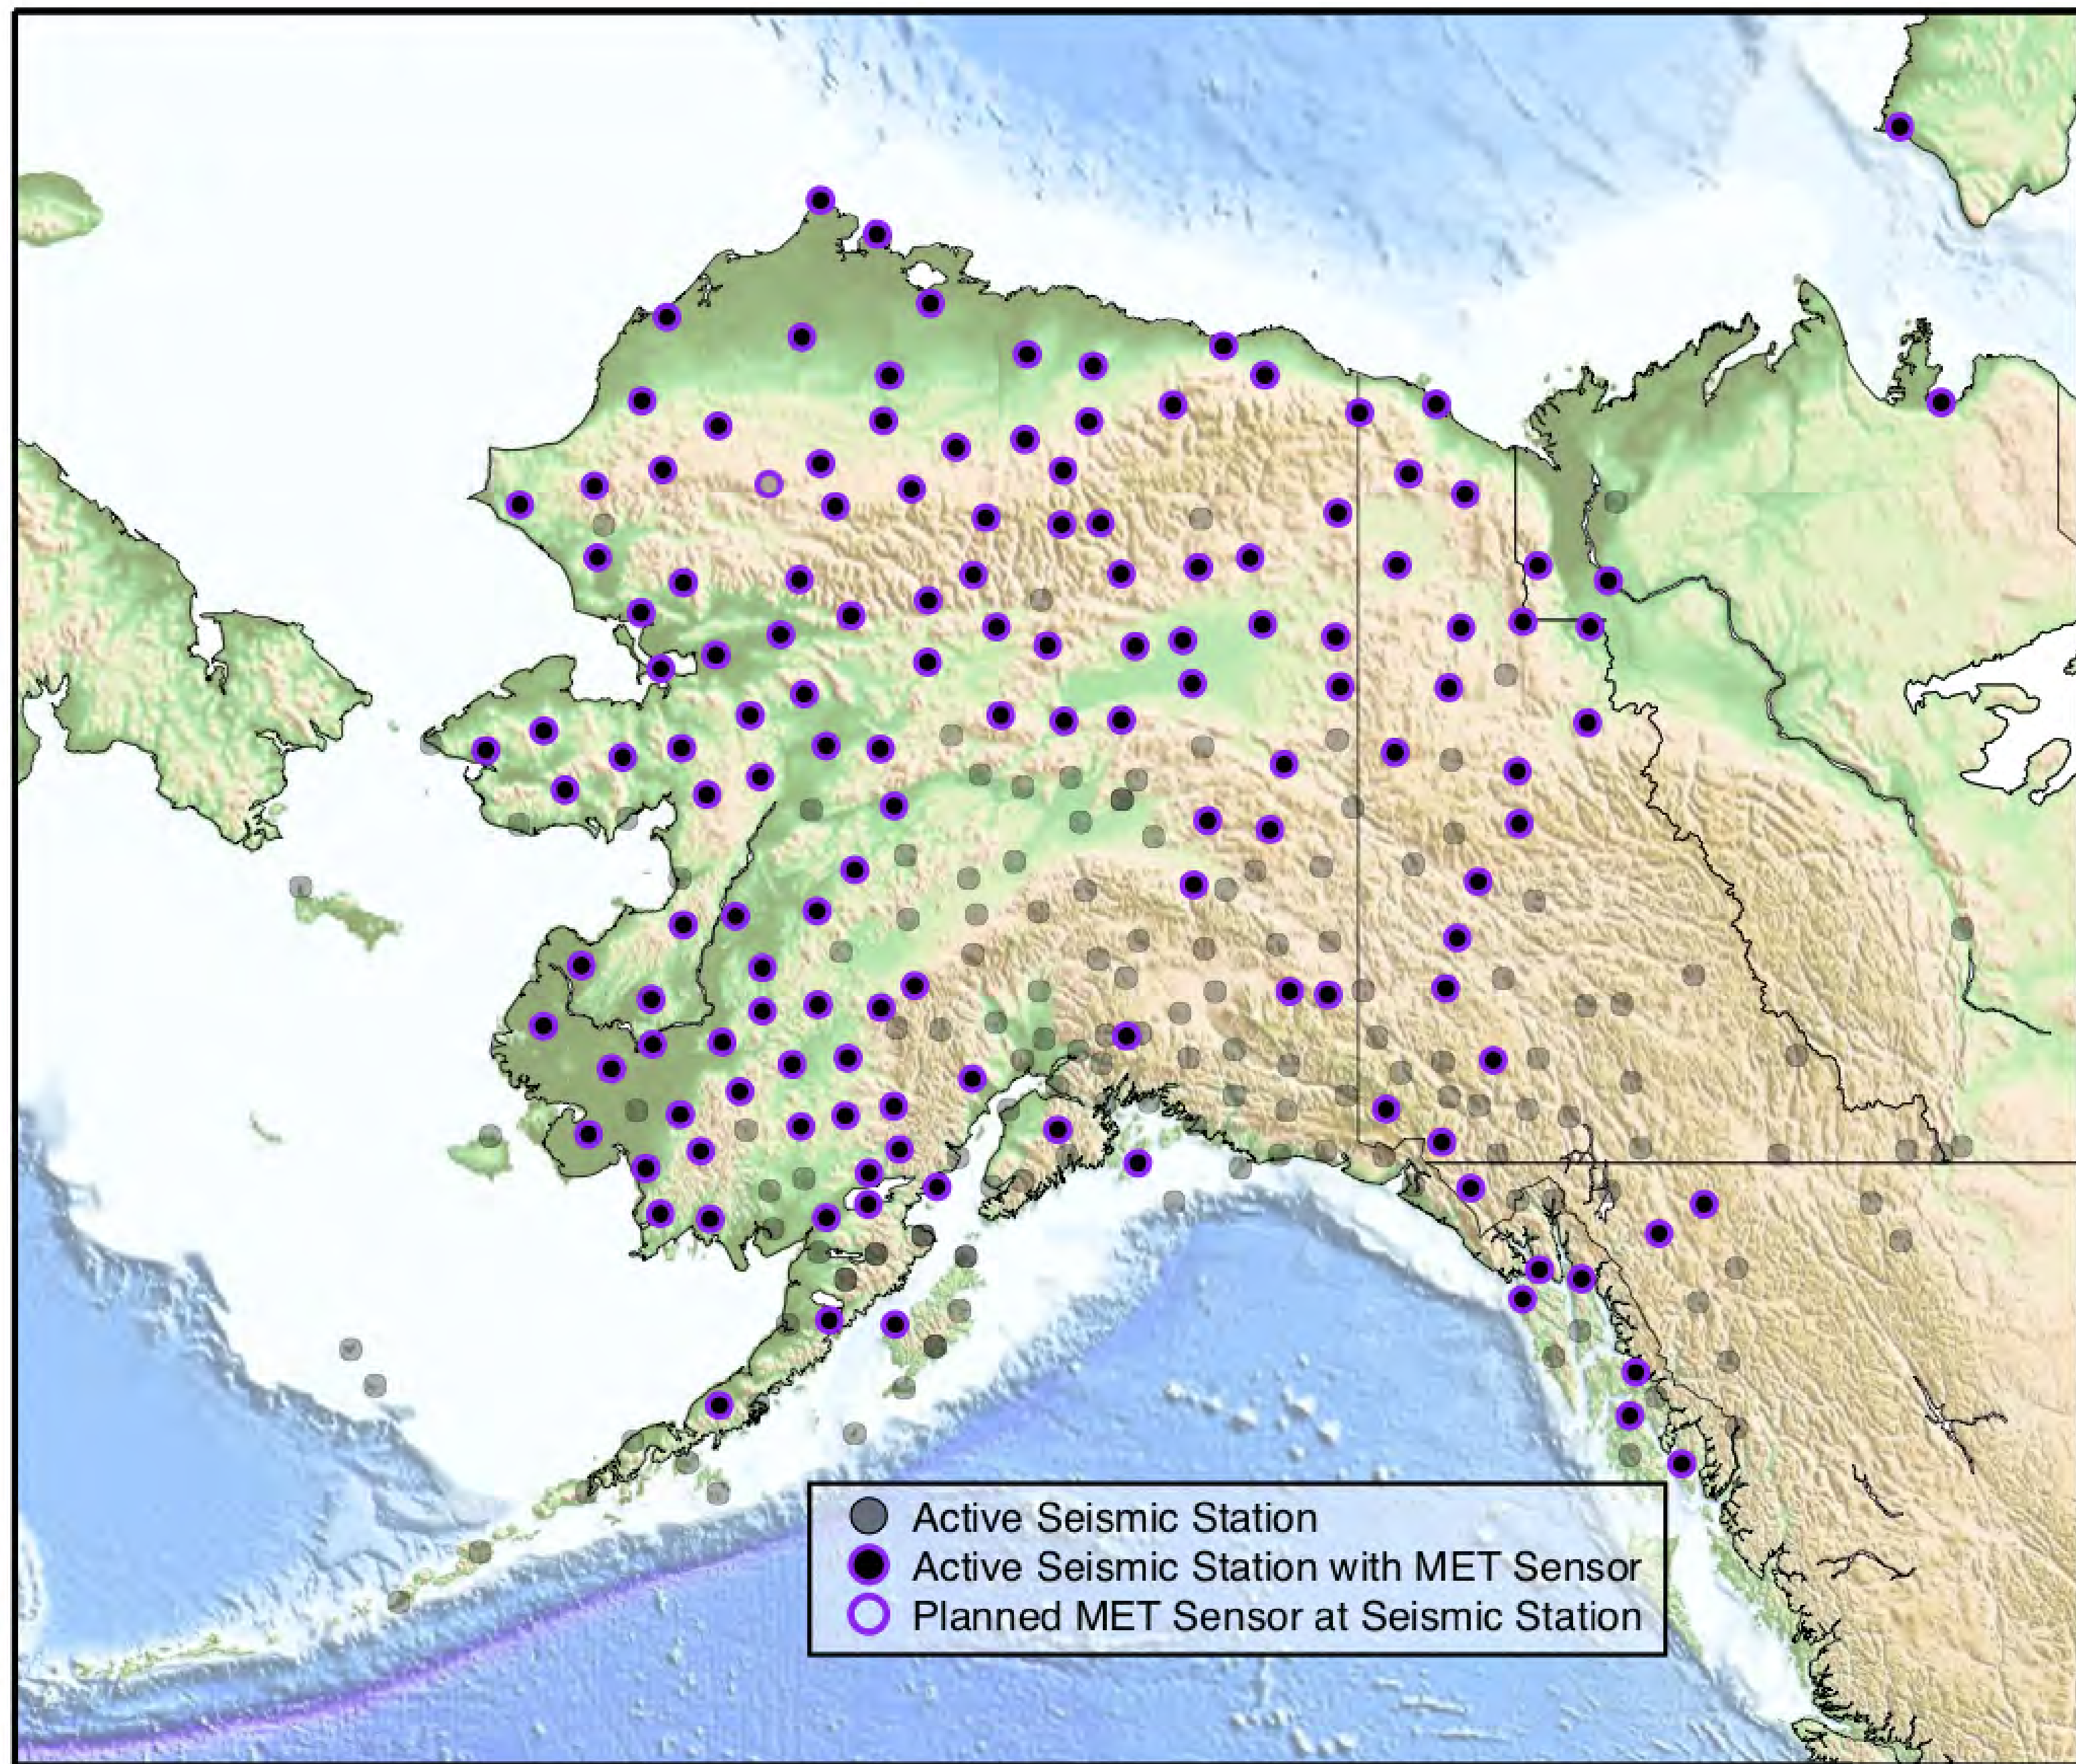 Active Seismic Station
Active Seismic Station with MET Sensor
Planned MET Sensor at Seismic Station